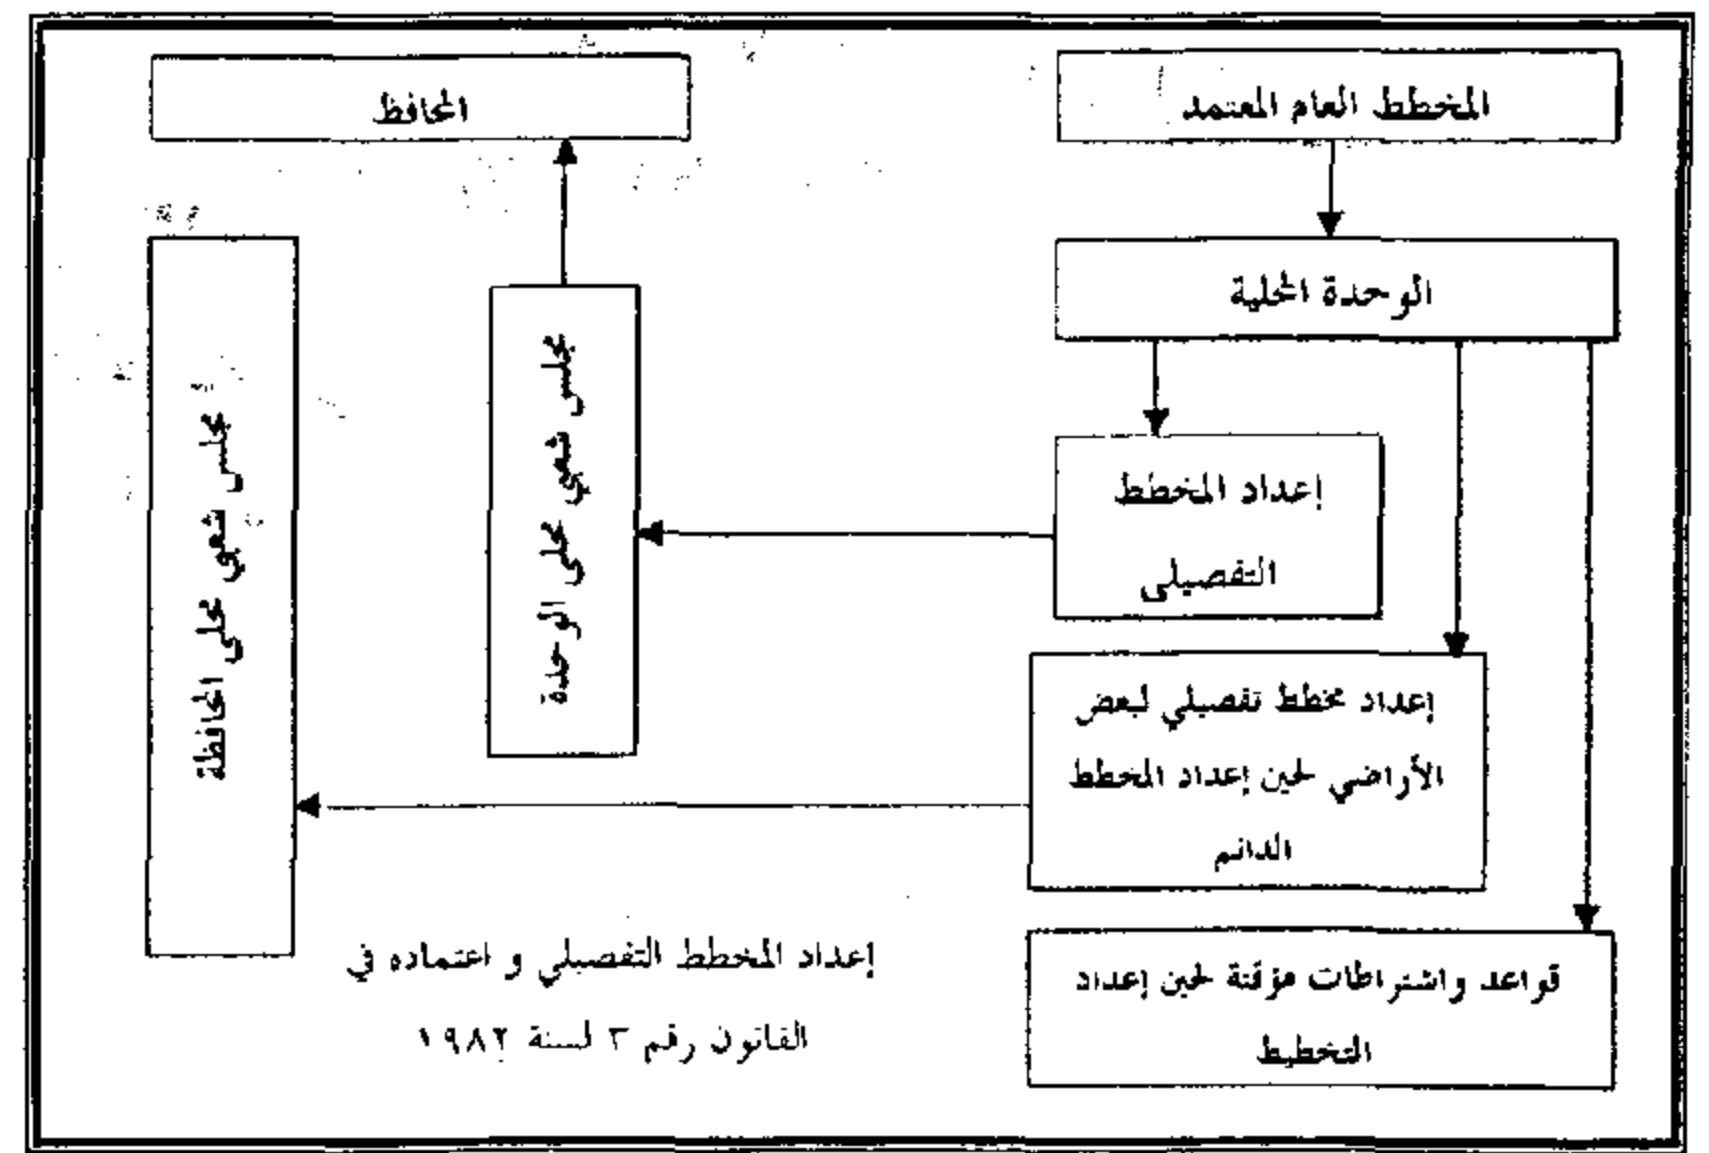 المخطط العام المعتمد
المحافظ
الوحدة المحلية
إعداد المخطط
التفصيلى
مجلس شعبي محلى الوحدة
مجلس شعبي محلى المحافظة
إعداد مخطط تفصيلي لبعض
الأراضي لحين إعداد المخطط
الدائم
قواعد واشتراطات مؤقتة لحين إعداد
التخطيط
إعداد المخطط التفصيلي و اعتماده في
القانون رقم ٣ لسنة ١٩٨٢